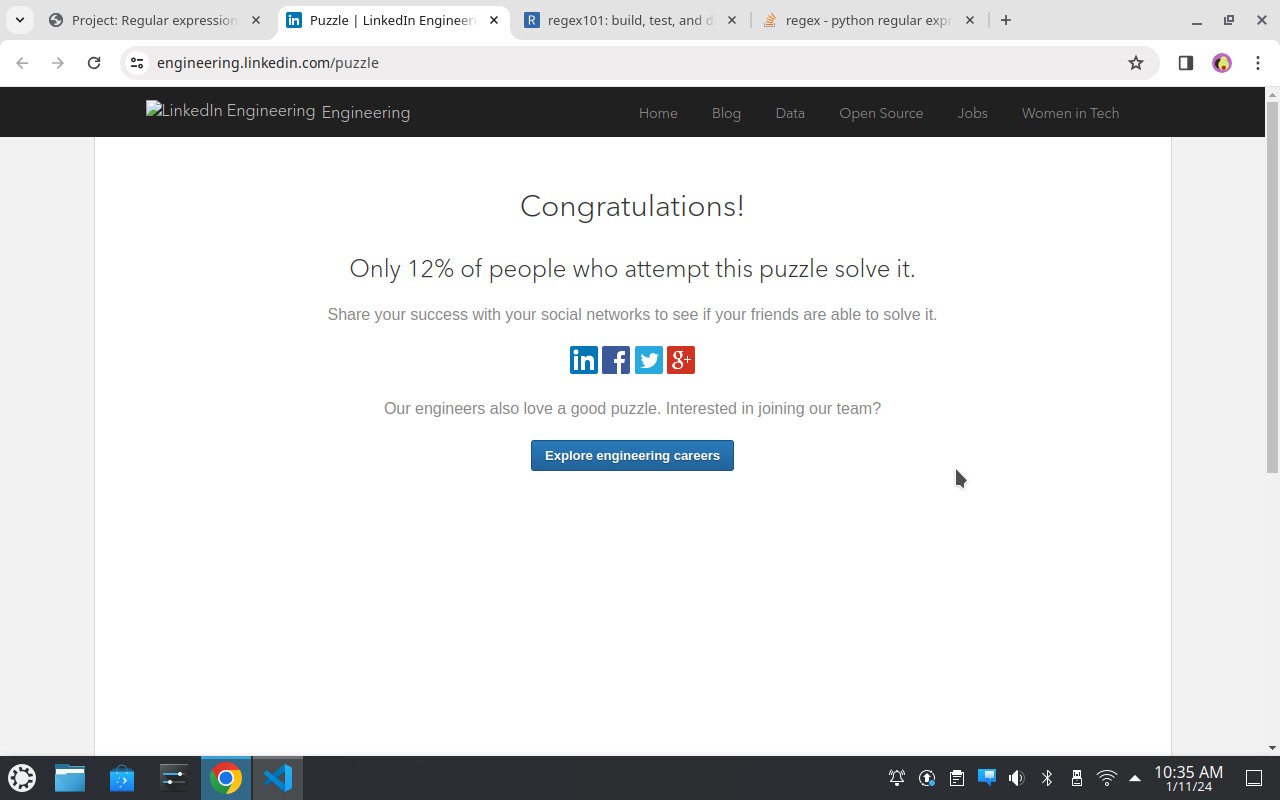 Project: Regular expression
Puzzle | LinkedIn Engineeri
regex101: build, test, and d
regex - python regular expr
engineering.linkedin.com/puzzle
LinkedIn Engineering Engineering
Home Blog Data Open Source Jobs Women in Tech
Congratulations!
Only 12% of people who attempt this puzzle solve it.
Share your success with your social networks to see if your friends are able to solve it.
Our engineers also love a good puzzle. Interested in joining our team?
Explore engineering careers
10:35 AM
1/11/24